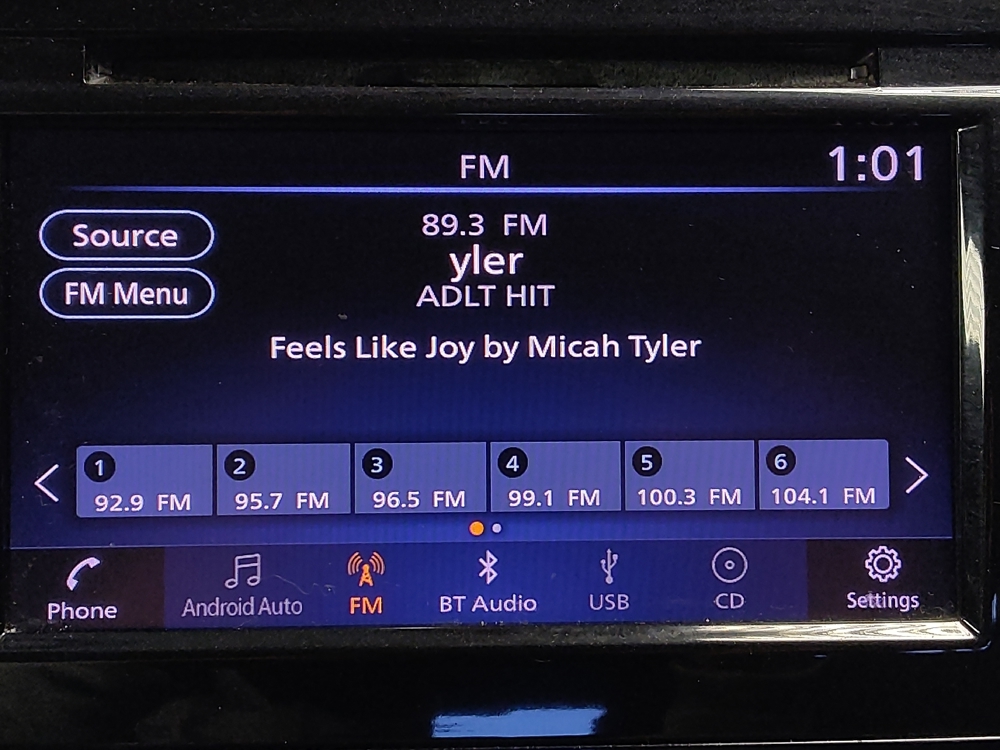 FM 1:01
Source
89.3 FM
yler
FM Menu
ADLT HIT
Feels Like Joy by Micah Tyler
1 2 3 4 5 6
92.9 FM 95.7 FM 96.5 FM 99.1 FM 100.3 FM 104.1 FM
Phone Android Auto FM BT Audio USB CD Settings